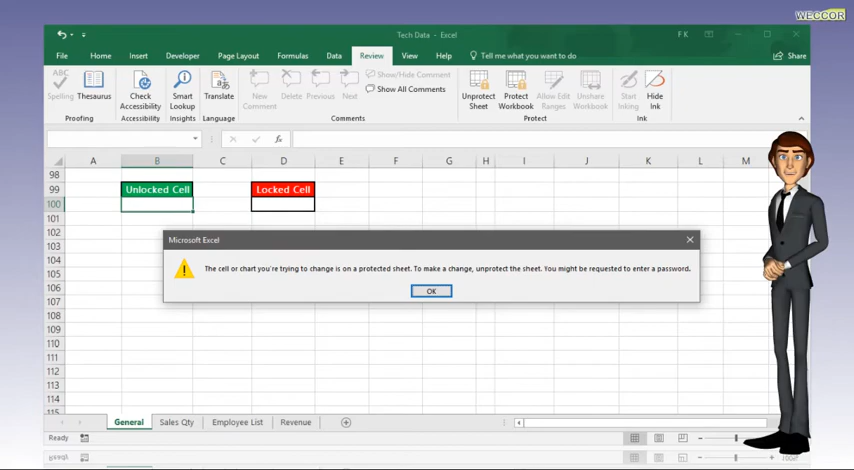 WECCOR
Tech Data - Excel
F K
File Home Insert Developer Page Layout Formulas Data Review View Help Tell me what you want to do Share
ABC
Spelling Thesaurus
Check
Accessibility
Smart
Lookup
Translate
New
Comment
Delete Previous Next
Show/Hide Comment
Show All Comments
Unprotect
Sheet
Protect
Workbook
Allow Edit
Ranges
Unshare
Workbook
Start
Inking
Hide
Ink
Proofing Accessibility Insights Language Comments Protect Ink
fx
A B C D E F G H I J K L M
98
99 Unlocked Cell Locked Cell
100
101
102
103
104
105
106
107
108
109
110
111
112
113
114
115
Microsoft Excel
The cell or chart you're trying to change is on a protected sheet. To make a change, unprotect the sheet. You might be requested to enter a password.
OK
General Sales Qty Employee List Revenue
Ready